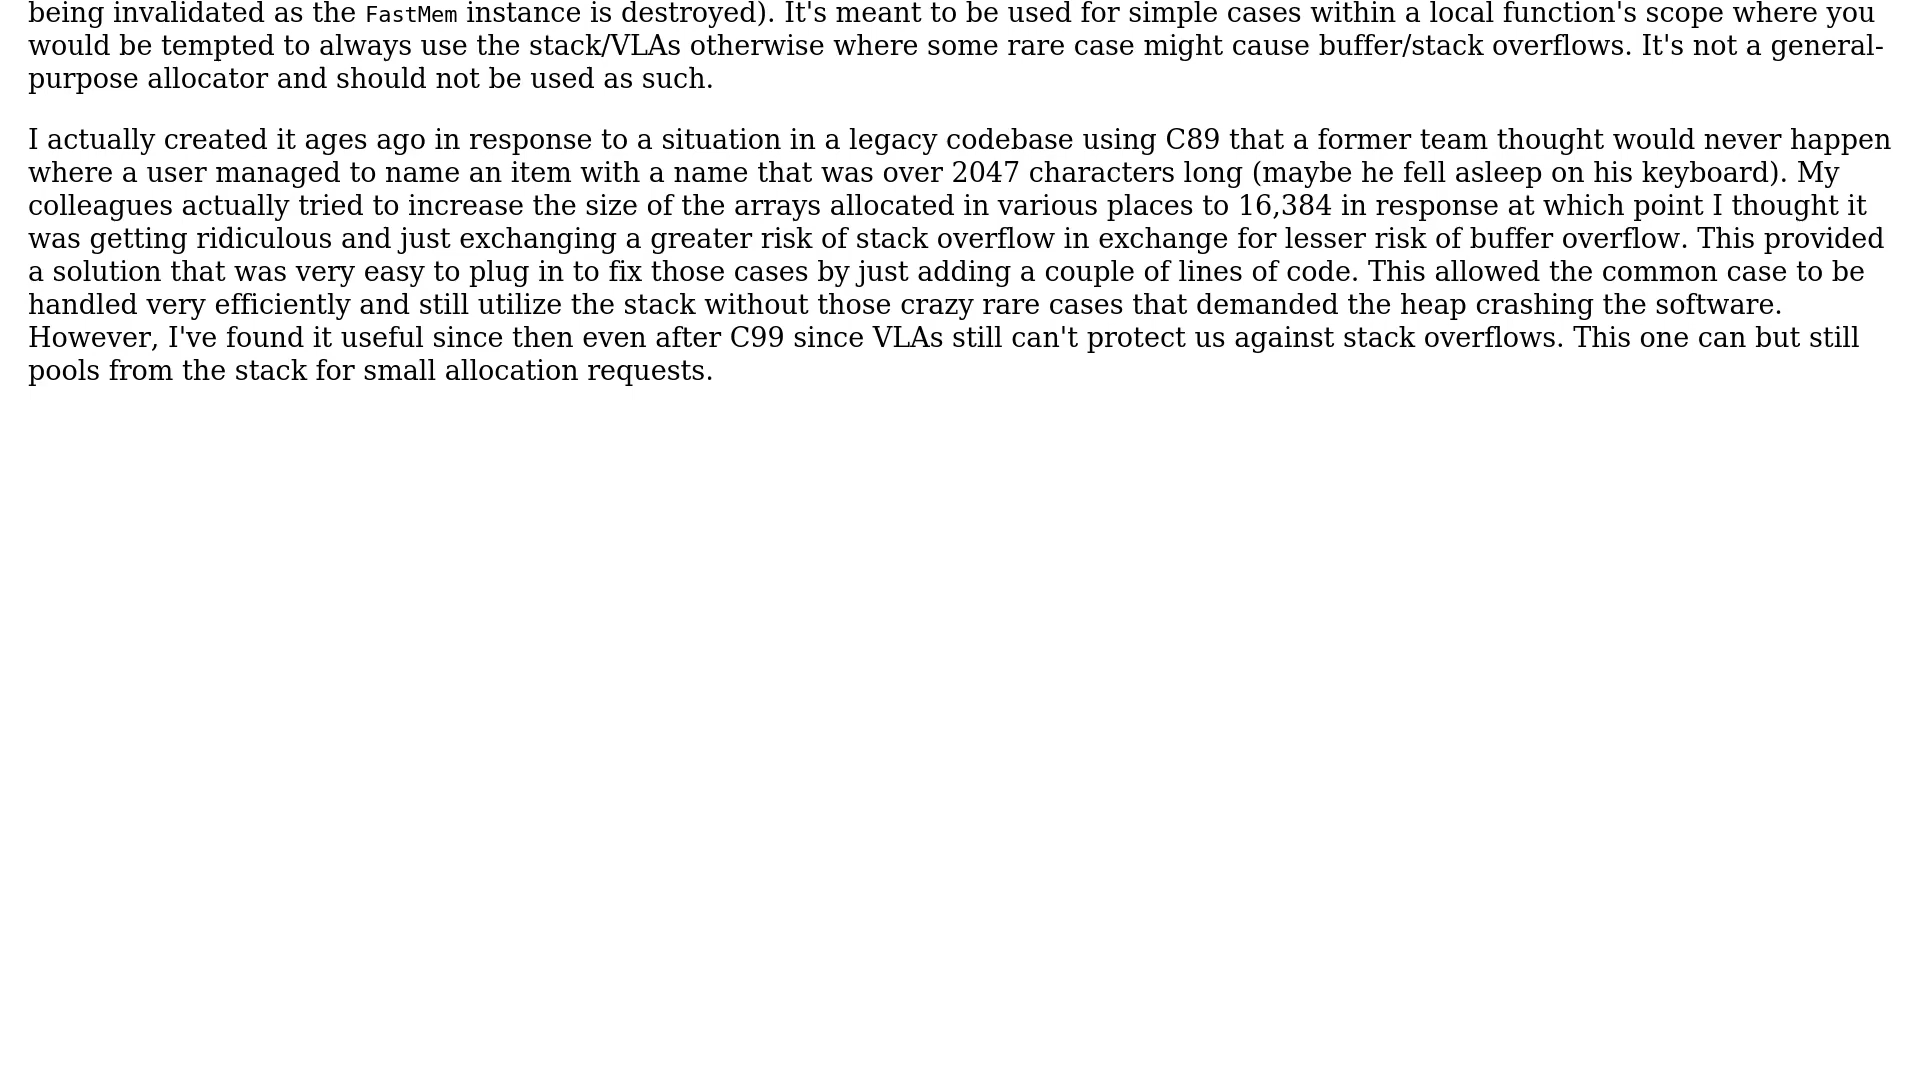 being invalidated as the FastMem instance is destroyed). It's meant to be used for simple cases within a local function's scope where you
would be tempted to always use the stack/VLAs otherwise where some rare case might cause buffer/stack overflows. It's not a general-
purpose allocator and should not be used as such.
I actually created it ages ago in response to a situation in a legacy codebase using C89 that a former team thought would never happen
where a user managed to name an item with a name that was over 2047 characters long (maybe he fell asleep on his keyboard). My
colleagues actually tried to increase the size of the arrays allocated in various places to 16,384 in response at which point I thought it
was getting ridiculous and just exchanging a greater risk of stack overflow in exchange for lesser risk of buffer overflow. This provided
a solution that was very easy to plug in to fix those cases by just adding a couple of lines of code. This allowed the common case to be
handled very efficiently and still utilize the stack without those crazy rare cases that demanded the heap crashing the software.
However, I've found it useful since then even after C99 since VLAs still can't protect us against stack overflows. This one can but still
pools from the stack for small allocation requests.